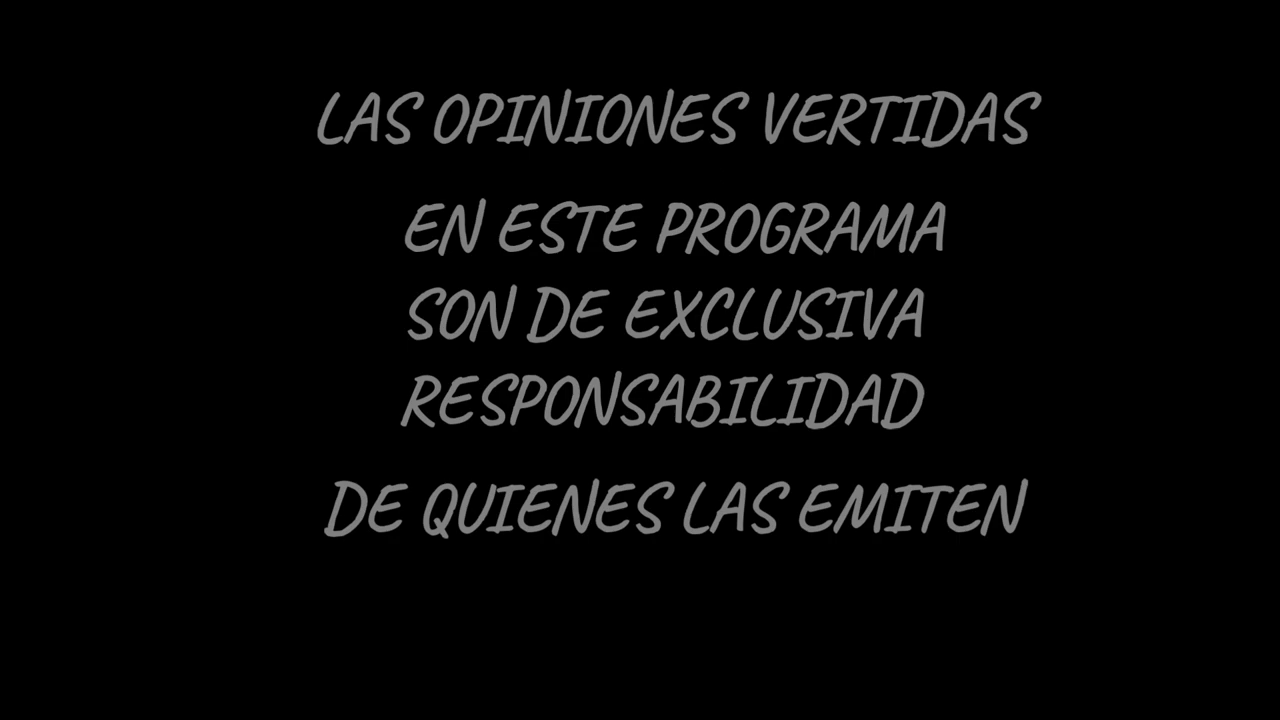 LAS OPINIONES VERTIDAS
EN ESTE PROGRAMA
SON DE EXCLUSIVA
RESPONSABILIDAD
DE QUIENES LAS EMITEN